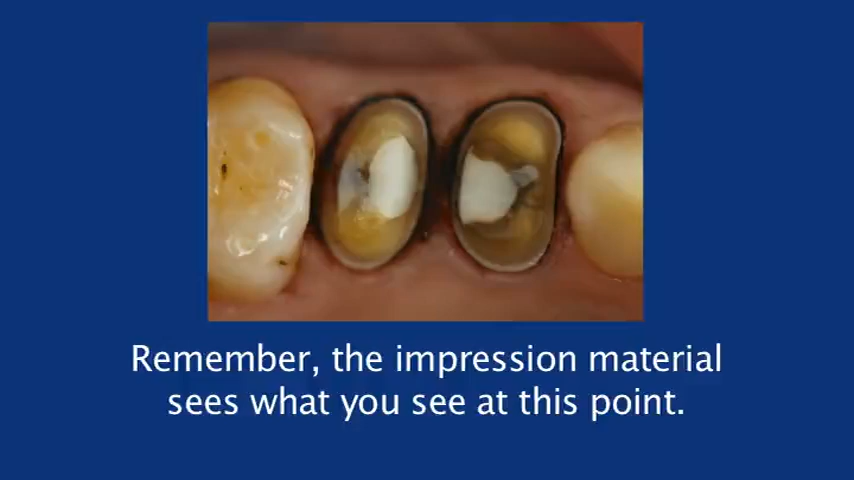 Remember, the impression material
sees what you see at this point.